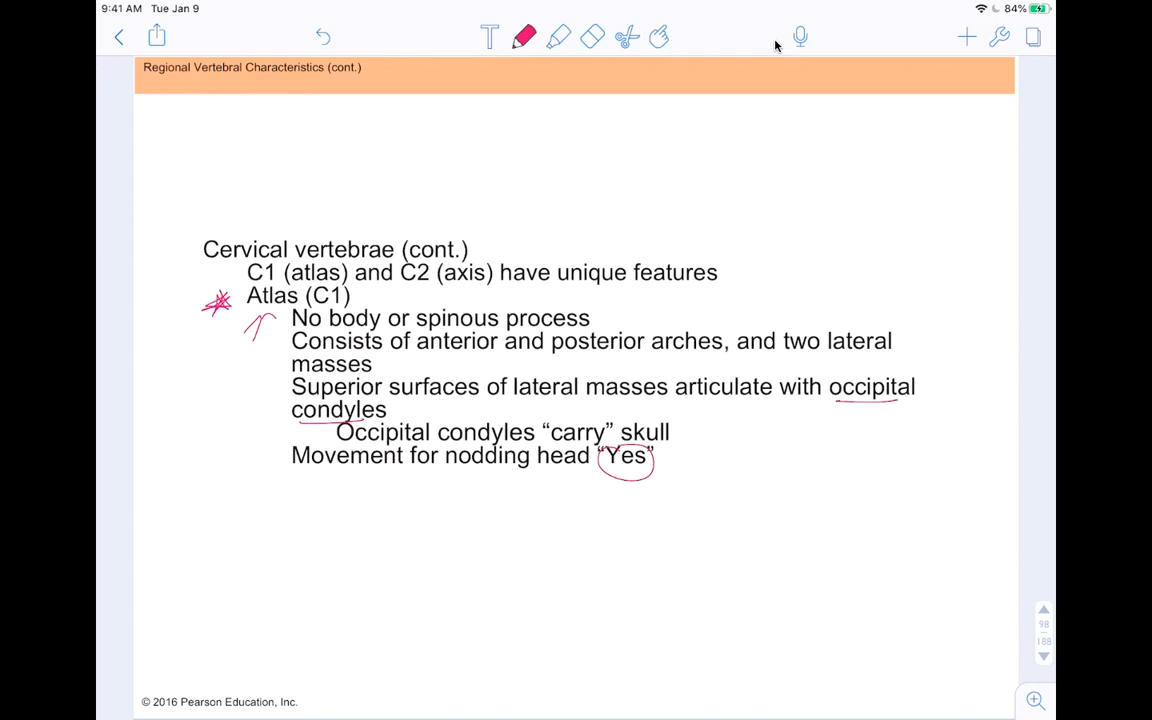 9:41 AM Tue Jan 9 84%
Regional Vertebral Characteristics (cont.)
Cervical vertebrae (cont.)
C1 (atlas) and C2 (axis) have unique features
Atlas (C1)
No body or spinous process
Consists of anterior and posterior arches, and two lateral
masses
Superior surfaces of lateral masses articulate with occipital
condyles
Occipital condyles “carry” skull
Movement for nodding head “Yes”
98
188
© 2016 Pearson Education, Inc.